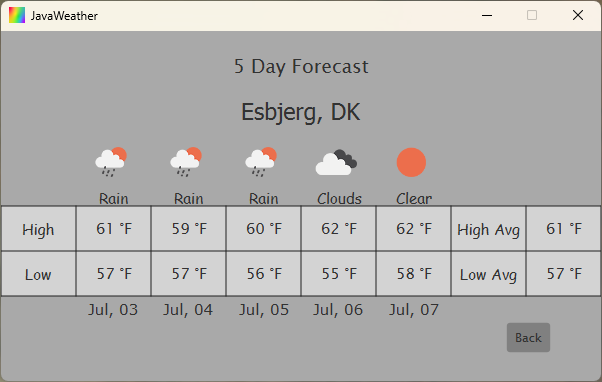 JavaWeather
5 Day Forecast
Esbjerg, DK
Rain Rain Rain Clouds Clear
High 61 °F 59 °F 60 °F 62 °F 62 °F High Avg 61 °F
Low 57 °F 57 °F 56 °F 55 °F 58 °F Low Avg 57 °F
Jul, 03 Jul, 04 Jul, 05 Jul, 06 Jul, 07
Back